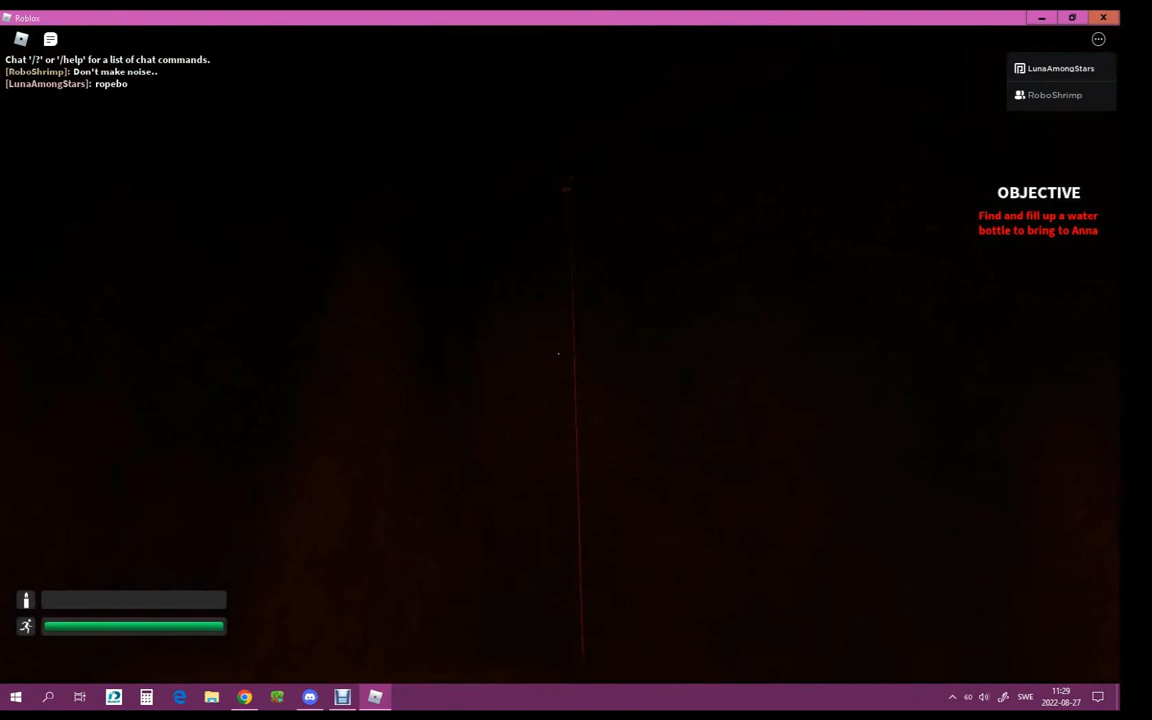 Roblox
Chat '/?' or '/help' for a list of chat commands.
[RoboShrimp]: Don't make noise..
[LunaAmongStars]: ropebo
LunaAmongStars
RoboShrimp
OBJECTIVE
Find and fill up a water
bottle to bring to Anna
60
SWE
11:29
2022-08-27